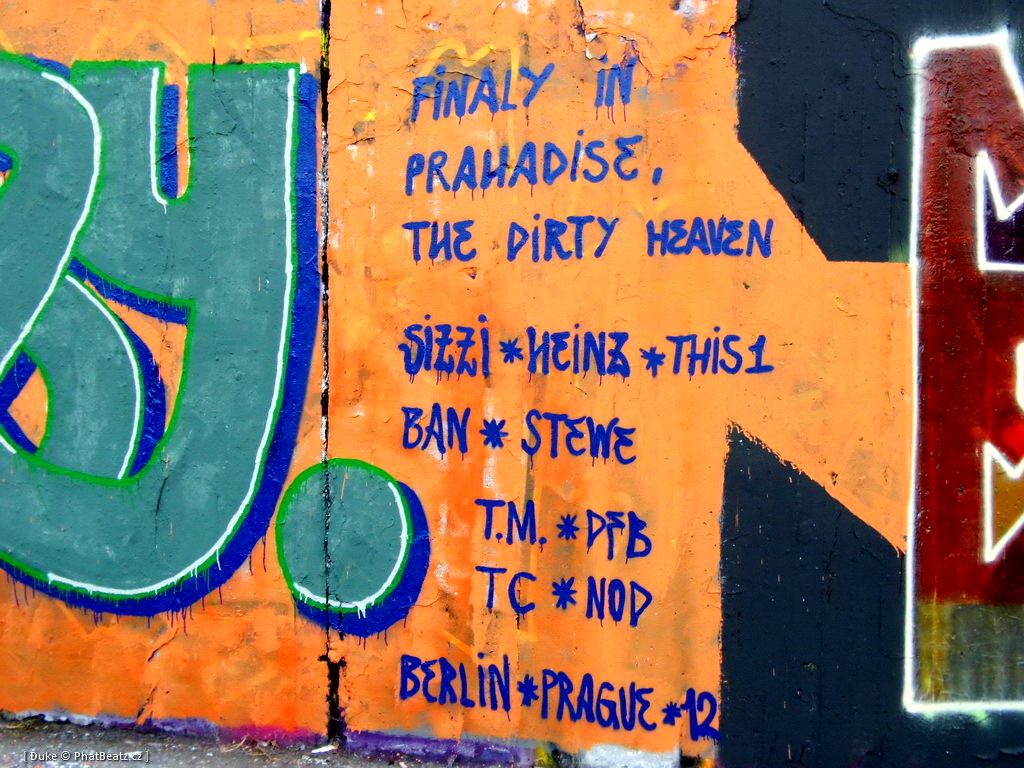 FINALY IN
PRAHADISE,
THE DIRTY HEAVEN
SIZZI * HEINZ * THIS1
BAN * STEWE
T.M. * DFB
TC * NOD
BERLIN * PRAGUE * 12
[ Ðuke © PhatBeatz.cz ]